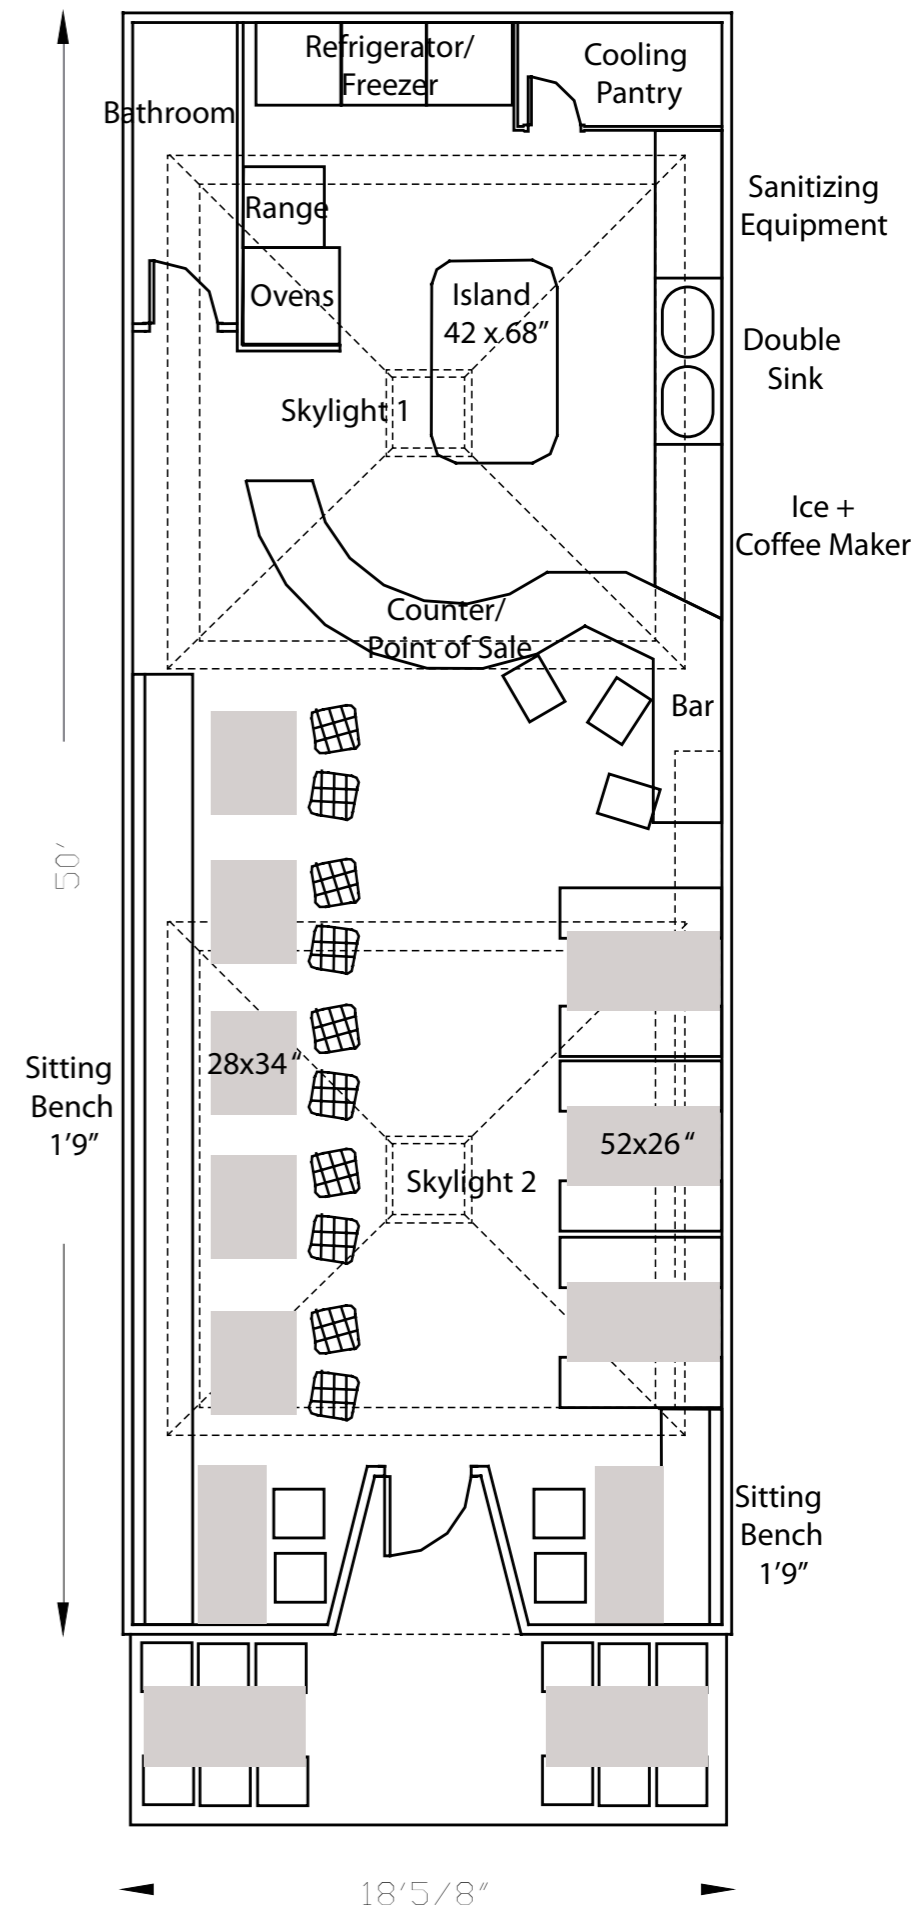 Refrigerator/
Freezer
Cooling
Pantry
Bathroom
Sanitizing
Equipment
Range
Ovens
Island
42 x 68”
Double
Sink
Skylight 1
Ice +
Coffee Maker
Counter/
Point of Sale
Bar
50'
Sitting
Bench
1’9”
28x34“
52x26“
Skylight 2
Sitting
Bench
1’9”
18'5/8"